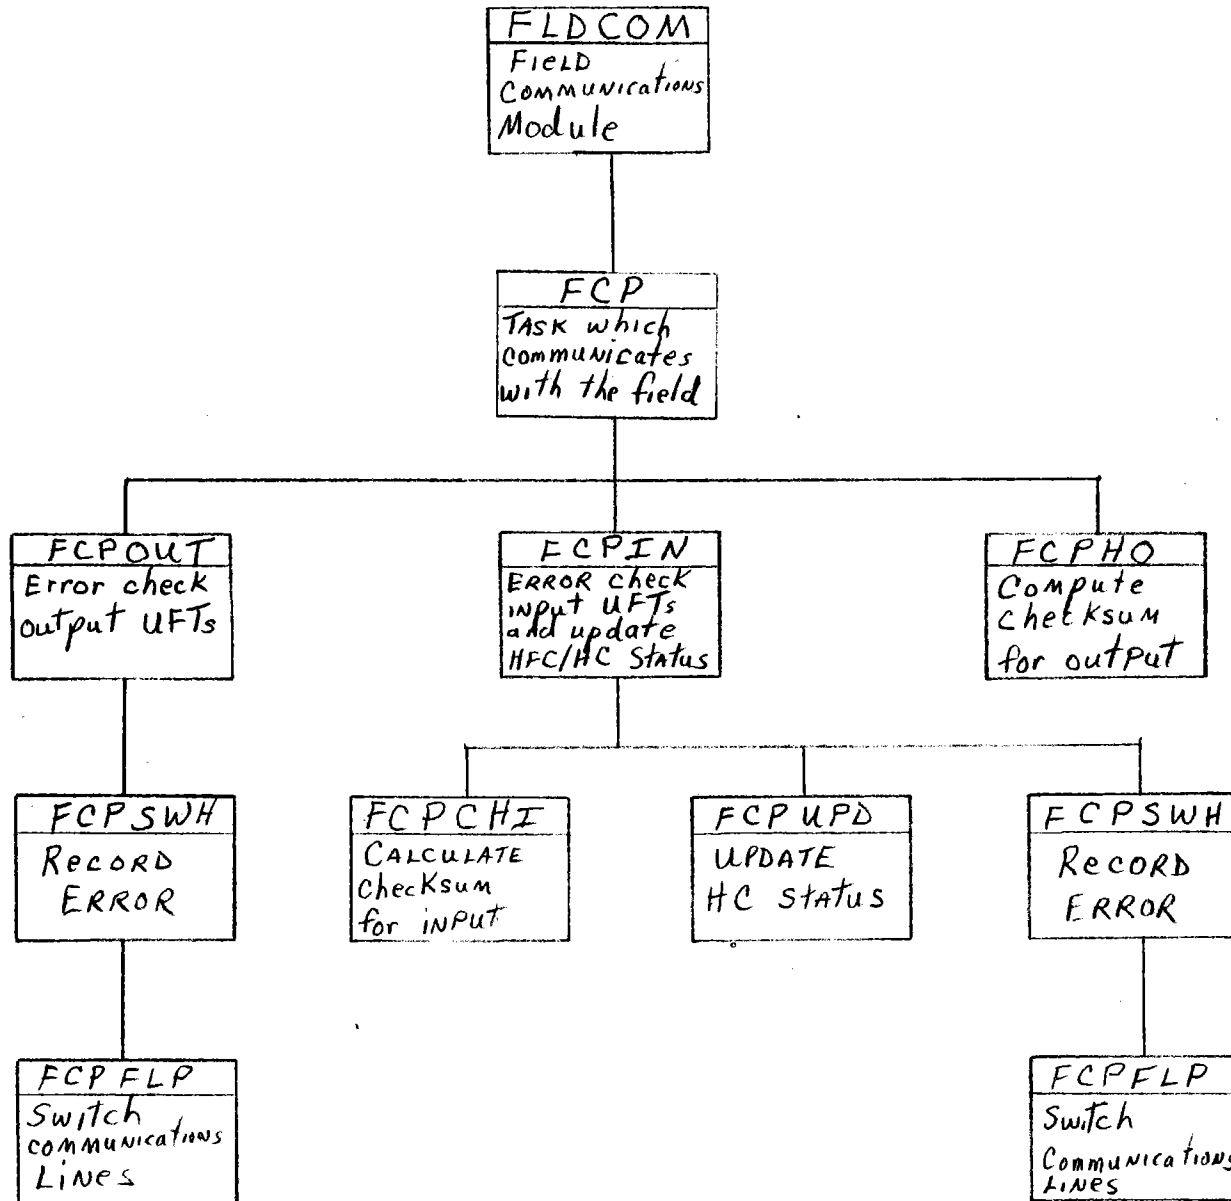 FLDCOM
Field
Communications
Module
FCP
Task which
communicates
with the field
FCPOUT
Error check
output UFTs
FCPIN
Error check
input UFTs
and update
HFC/HC Status
FCPHO
Compute
checksum
for output
FCPSWH
Record
Error
FCPCHI
Calculate
checksum
for input
FCPUPD
Update
HC Status
FCPSWH
Record
Error
FCPFLP
Switch
communications
Lines
FCPFLP
Switch
Communications
Lines